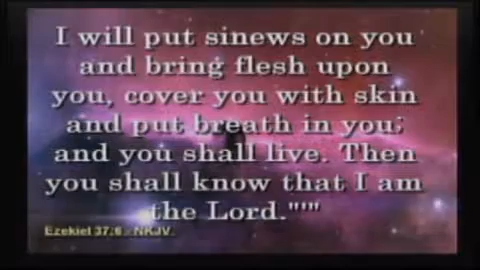 I will put sinews on you
and bring flesh upon
you, cover you with skin
and put breath in you;
and you shall live. Then
you shall know that I am
the Lord."'"
Ezekiel 37:6 - NKJV.